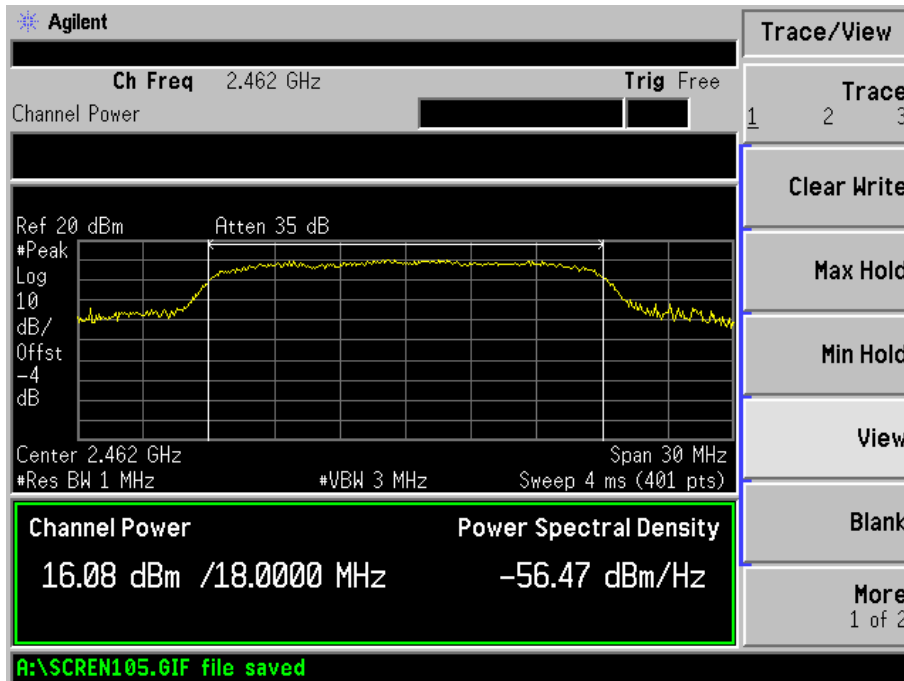 Agilent
Trace/View
Ch Freq 2.462 GHz Trig Free
Channel Power
Trace
1 2 3
Clear Write
Max Hold
Min Hold
View
Blank
More
1 of 2
Ref 20 dBm Atten 35 dB
#Peak
Log
10
dB/
Offst
-4
dB
Center 2.462 GHz Span 30 MHz
#Res BW 1 MHz #VBW 3 MHz Sweep 4 ms (401 pts)
Channel Power Power Spectral Density
16.08 dBm /18.0000 MHz -56.47 dBm/Hz
A:\SCREN105.GIF file saved